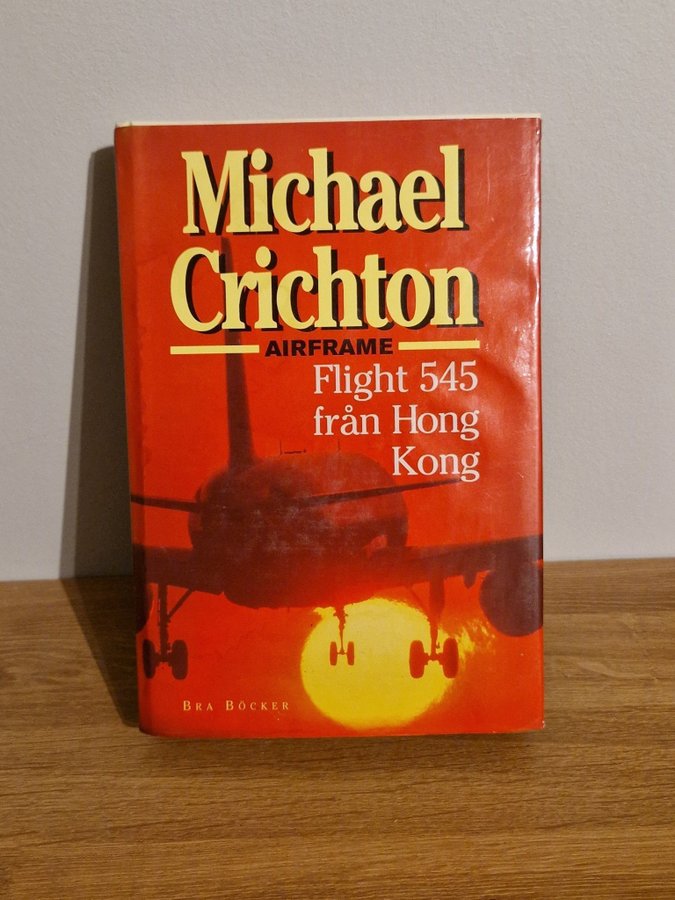 Michael
Crichton
AIRFRAME
Flight 545
från Hong
Kong
BRA BÖCKER